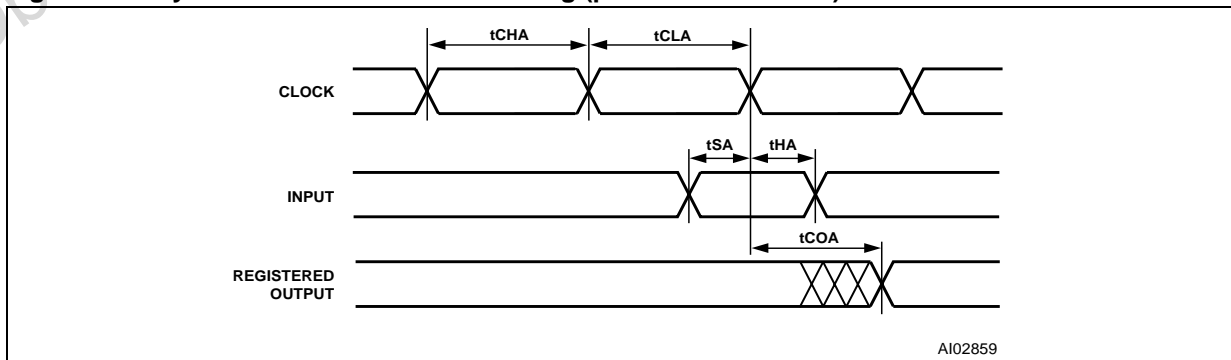 tCHA tCLA
CLOCK
tSA tHA
INPUT
tCOA
REGISTERED
OUTPUT
AI02859